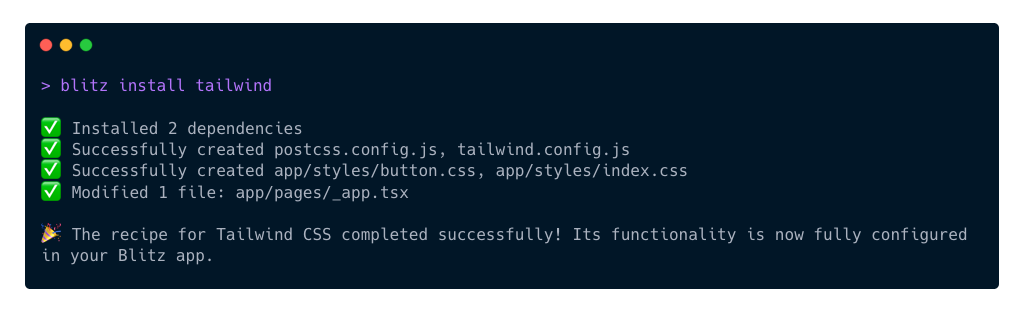 > blitz install tailwind
✅ Installed 2 dependencies
✅ Successfully created postcss.config.js, tailwind.config.js
✅ Successfully created app/styles/button.css, app/styles/index.css
✅ Modified 1 file: app/pages/_app.tsx
🎉 The recipe for Tailwind CSS completed successfully! Its functionality is now fully configured
in your Blitz app.